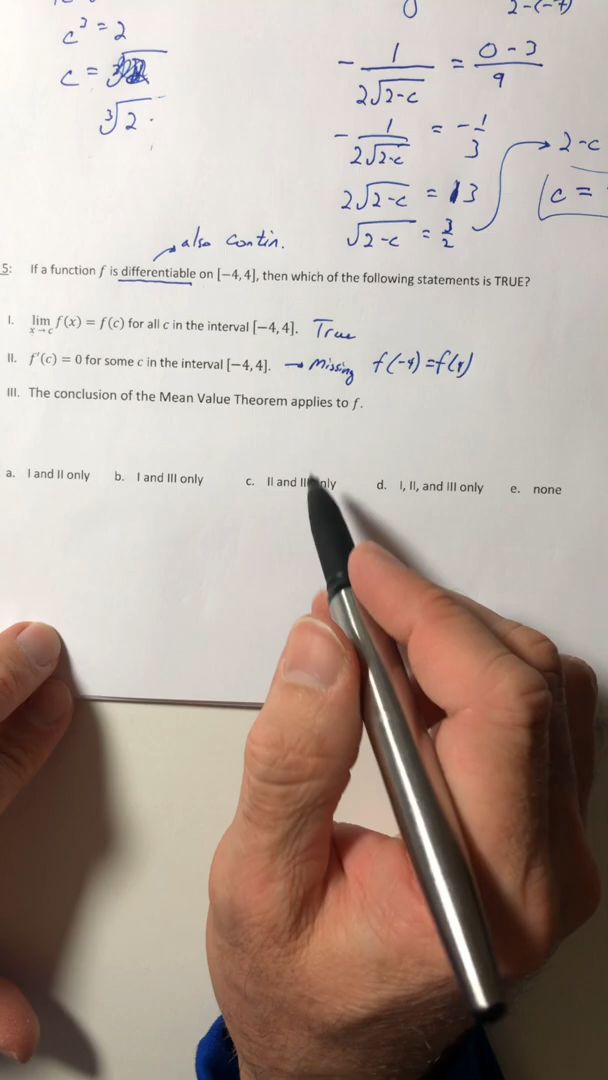 c³ = 2
c = ³√
³√2
2-(-7)
- 1/(2√2-c) = (0-3)/9
- 1/(2√2-c) = -1/3
2-c
2√2-c = 3
c =
√2-c = 3/2
also contin.
5: If a function f is differentiable on [−4, 4], then which of the following statements is TRUE?
I. lim x→c f(x) = f(c) for all c in the interval [−4, 4]. True
II. f′(c) = 0 for some c in the interval [−4, 4]. → Missing f(-4)=f(4)
III. The conclusion of the Mean Value Theorem applies to f.
a. I and II only b. I and III only c. II and d. I, II, and III only e. none